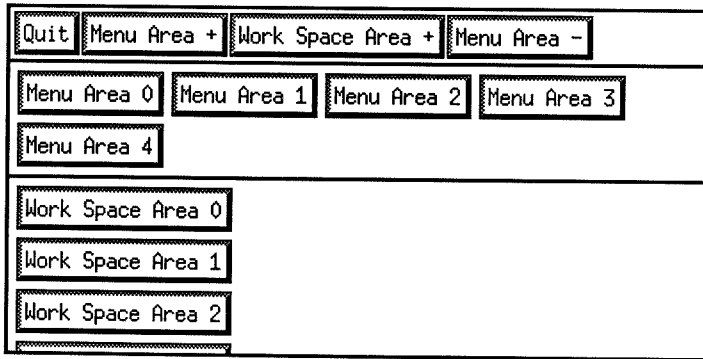 Quit Menu Area + Work Space Area + Menu Area -
Menu Area 0 Menu Area 1 Menu Area 2 Menu Area 3
Menu Area 4
Work Space Area 0
Work Space Area 1
Work Space Area 2